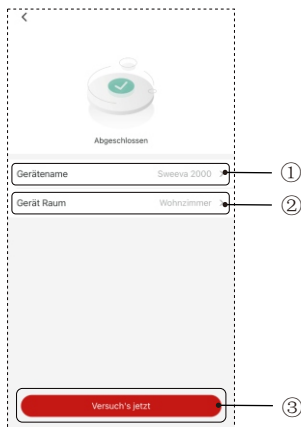 Abgeschlossen
Gerätename Sweeva 2000 ①
Gerät Raum Wohnzimmer ②
Versuch's jetzt ③